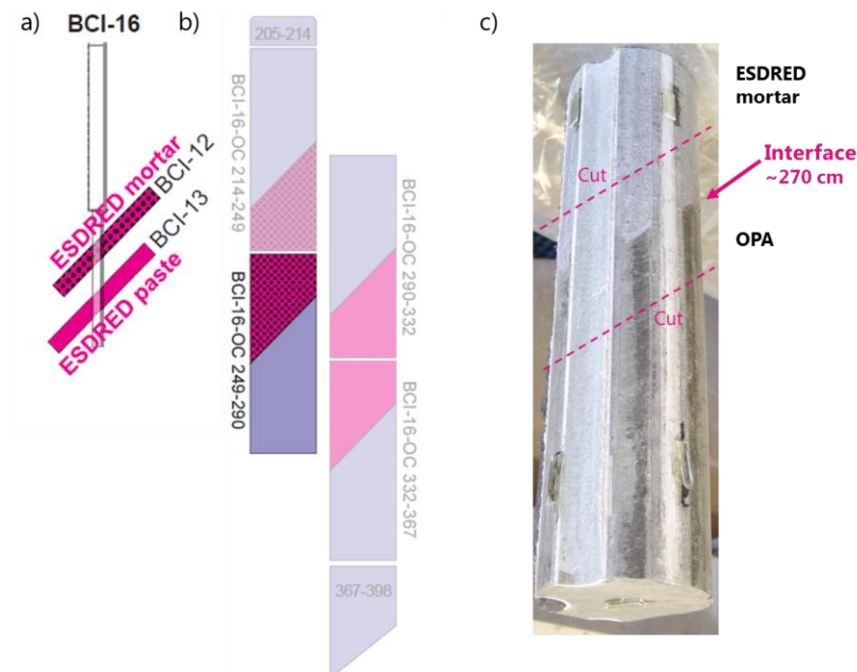 a)
BCI-16
ESDRED mortar
BCI-12
ESDRED paste
BCI-13
b)
205-214
BCI-16-OC 214-249
BCI-16-OC 249-290
BCI-16-OC 290-332
BCI-16-OC 332-367
367-398
c)
ESDRED
mortar
Cut
Interface
~270 cm
OPA
Cut